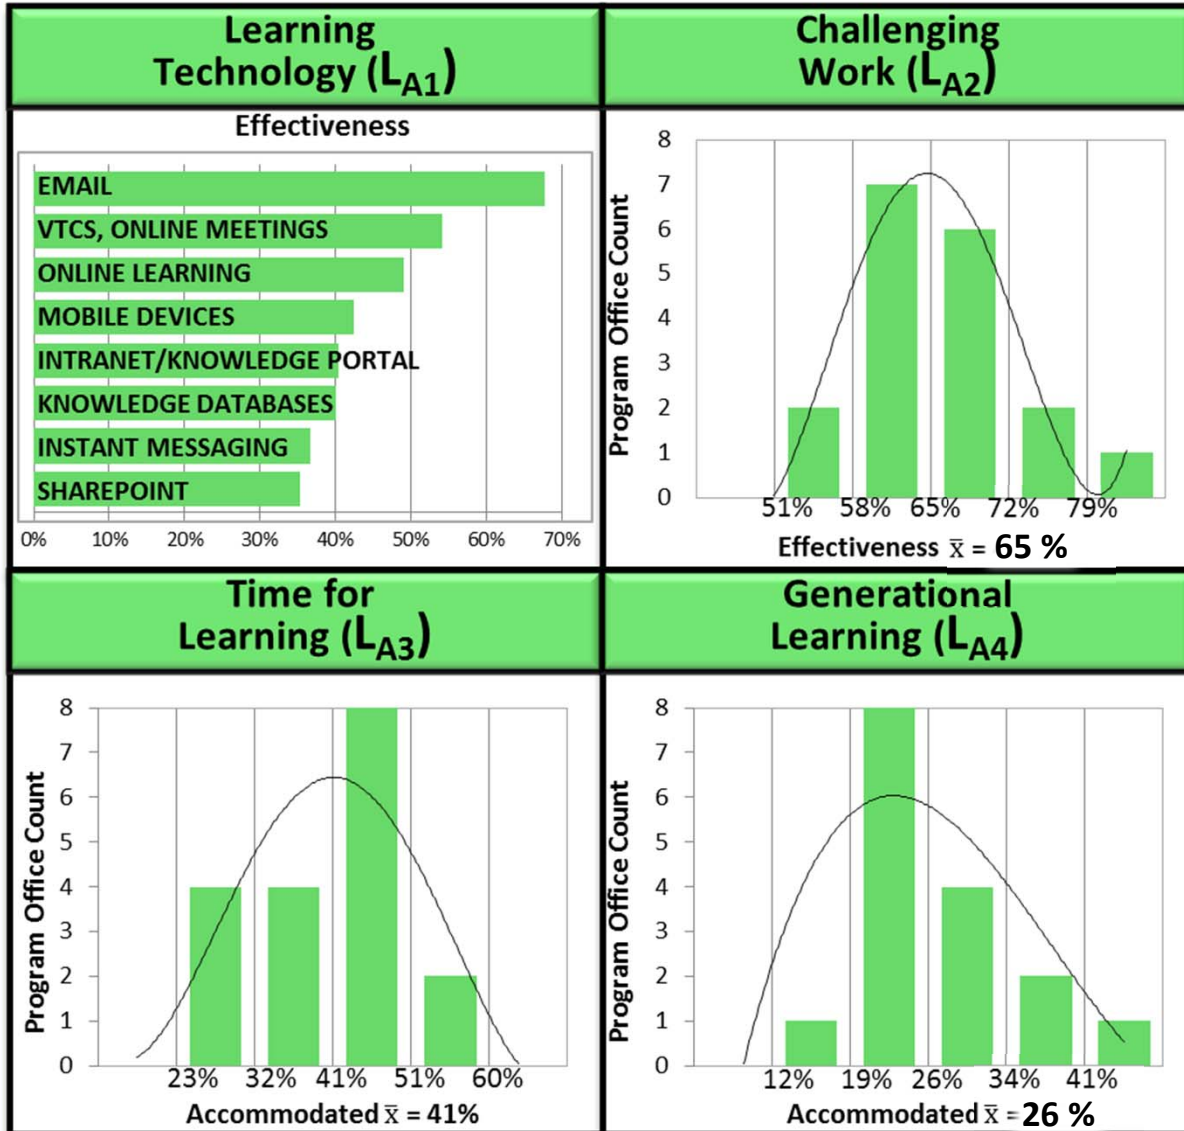 Learning
Technology (LA1)
Effectiveness
EMAIL
VTCS, ONLINE MEETINGS
ONLINE LEARNING
MOBILE DEVICES
INTRANET/KNOWLEDGE PORTAL
KNOWLEDGE DATABASES
INSTANT MESSAGING
SHAREPOINT
0% 10% 20% 30% 40% 50% 60% 70%
Challenging
Work (LA2)
Program Office Count
8
7
6
5
4
3
2
1
0
51% 58% 65% 72% 79%
Effectiveness x̄ = 65 %
Time for
Learning (LA3)
Program Office Count
8
7
6
4
3
2
1
0
23% 32% 41% 51% 60%
Accommodated x̄ = 41%
Generational
Learning (LA4)
Program Office Count
8
7
6
5
4
3
2
1
0
12% 19% 26% 34% 41%
Accommodated x̄ = 26 %